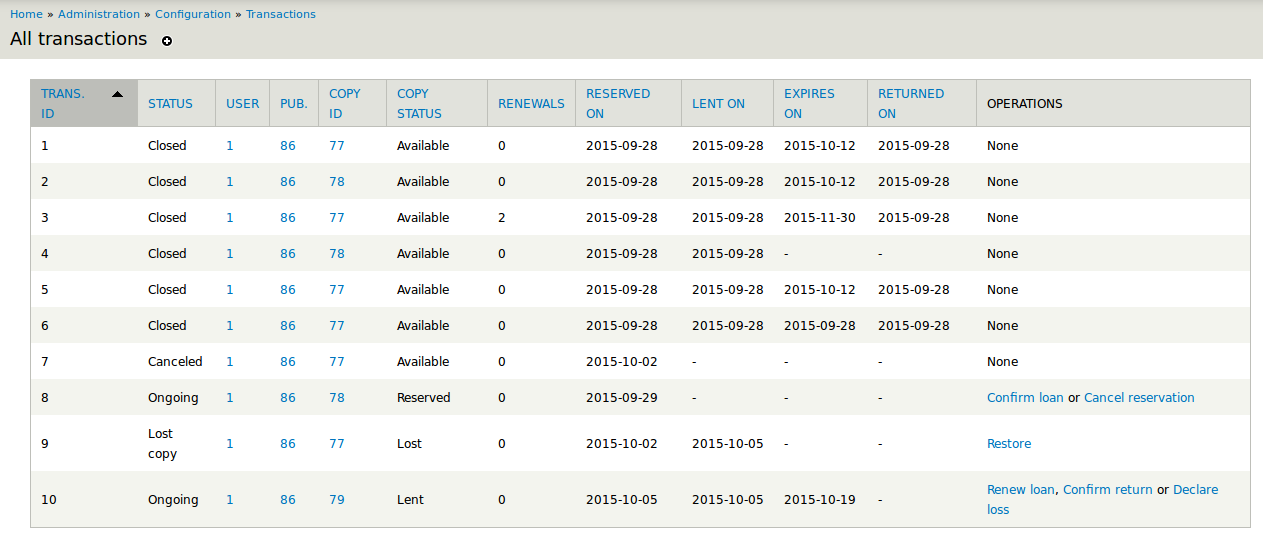 Home » Administration » Configuration » Transactions
All transactions
TRANS. ID STATUS USER PUB. COPY ID COPY STATUS RENEWALS RESERVED ON LENT ON EXPIRES ON RETURNED ON OPERATIONS
1 Closed 1 86 77 Available 0 2015-09-28 2015-09-28 2015-10-12 2015-09-28 None
2 Closed 1 86 78 Available 0 2015-09-28 2015-09-28 2015-10-12 2015-09-28 None
3 Closed 1 86 77 Available 2 2015-09-28 2015-09-28 2015-11-30 2015-09-28 None
4 Closed 1 86 78 Available 0 2015-09-28 2015-09-28 - - None
5 Closed 1 86 77 Available 0 2015-09-28 2015-09-28 2015-10-12 2015-09-28 None
6 Closed 1 86 77 Available 0 2015-09-28 2015-09-28 2015-09-28 2015-09-28 None
7 Canceled 1 86 77 Available 0 2015-10-02 - - - None
8 Ongoing 1 86 78 Reserved 0 2015-09-29 - - - Confirm loan or Cancel reservation
9 Lost copy 1 86 77 Lost 0 2015-10-02 2015-10-05 - - Restore
10 Ongoing 1 86 79 Lent 0 2015-10-05 2015-10-05 2015-10-19 - Renew loan, Confirm return or Declare loss